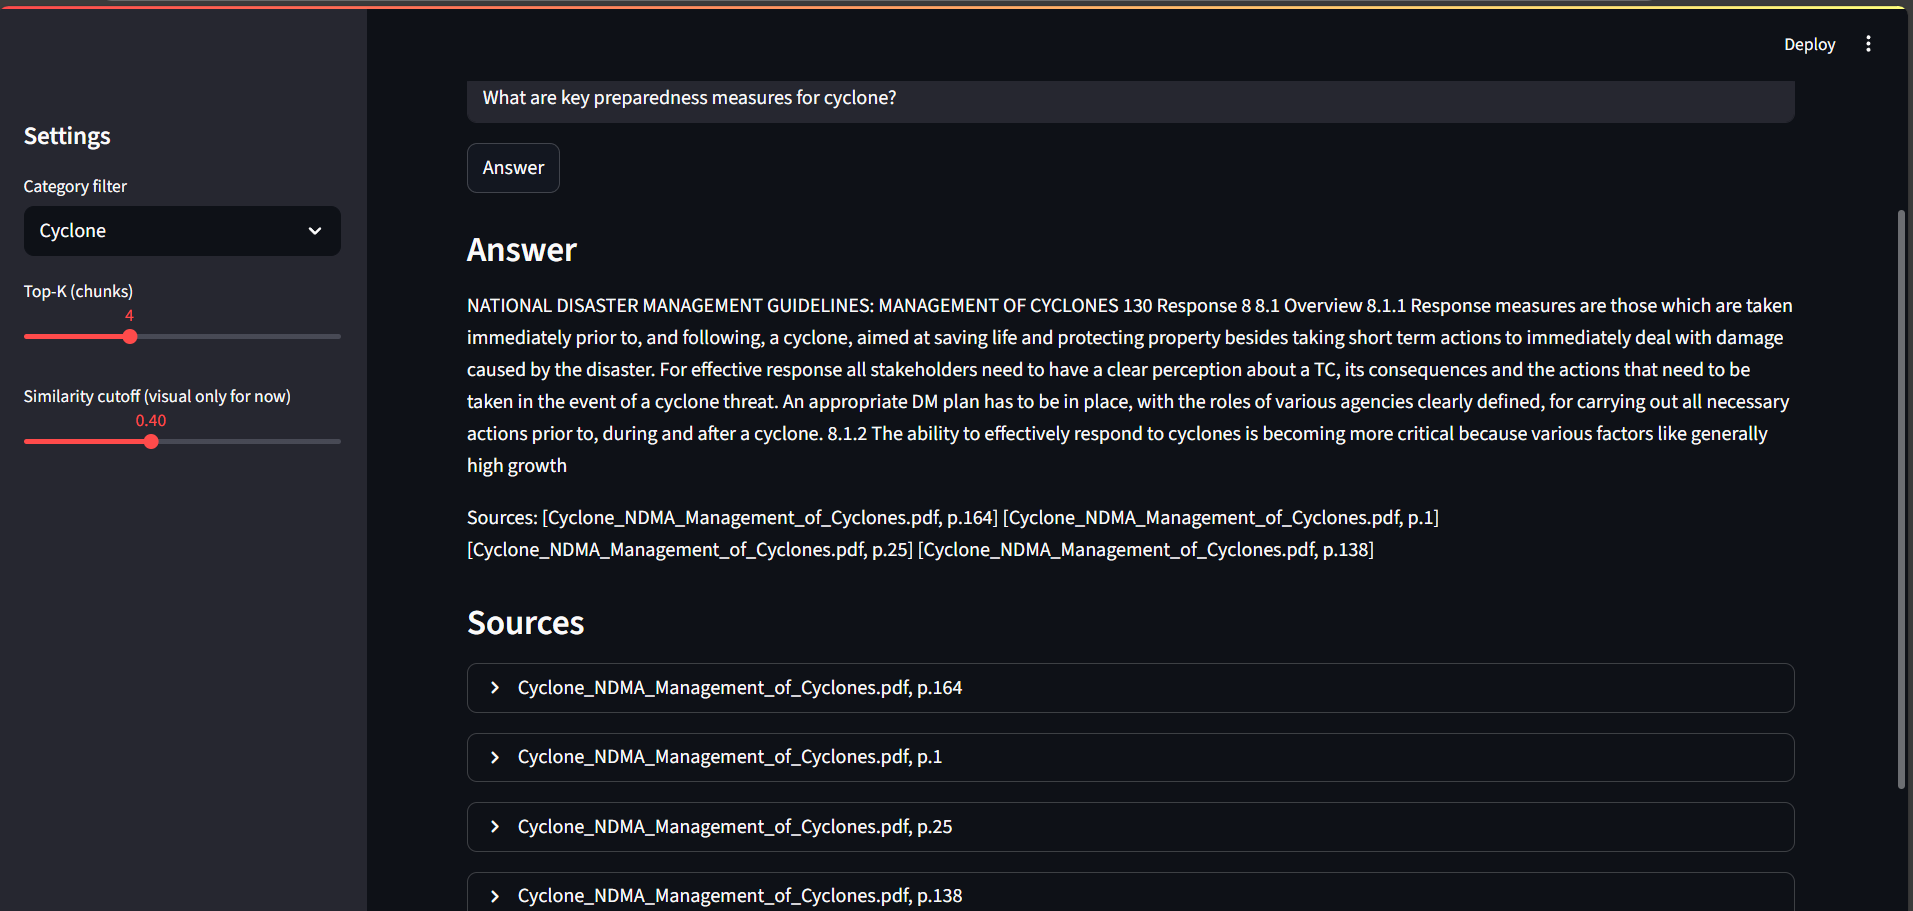 Deploy
Settings
Category filter
Cyclone
Top-K (chunks)
4
Similarity cutoff (visual only for now)
0.40
What are key preparedness measures for cyclone?
Answer
Answer
NATIONAL DISASTER MANAGEMENT GUIDELINES: MANAGEMENT OF CYCLONES 130 Response 8 8.1 Overview 8.1.1 Response measures are those which are taken
immediately prior to, and following, a cyclone, aimed at saving life and protecting property besides taking short term actions to immediately deal with damage
caused by the disaster. For effective response all stakeholders need to have a clear perception about a TC, its consequences and the actions that need to be
taken in the event of a cyclone threat. An appropriate DM plan has to be in place, with the roles of various agencies clearly defined, for carrying out all necessary
actions prior to, during and after a cyclone. 8.1.2 The ability to effectively respond to cyclones is becoming more critical because various factors like generally
high growth
Sources: [Cyclone_NDMA_Management_of_Cyclones.pdf, p.164] [Cyclone_NDMA_Management_of_Cyclones.pdf, p.1]
[Cyclone_NDMA_Management_of_Cyclones.pdf, p.25] [Cyclone_NDMA_Management_of_Cyclones.pdf, p.138]
Sources
Cyclone_NDMA_Management_of_Cyclones.pdf, p.164
Cyclone_NDMA_Management_of_Cyclones.pdf, p.1
Cyclone_NDMA_Management_of_Cyclones.pdf, p.25
Cyclone_NDMA_Management_of_Cyclones.pdf, p.138